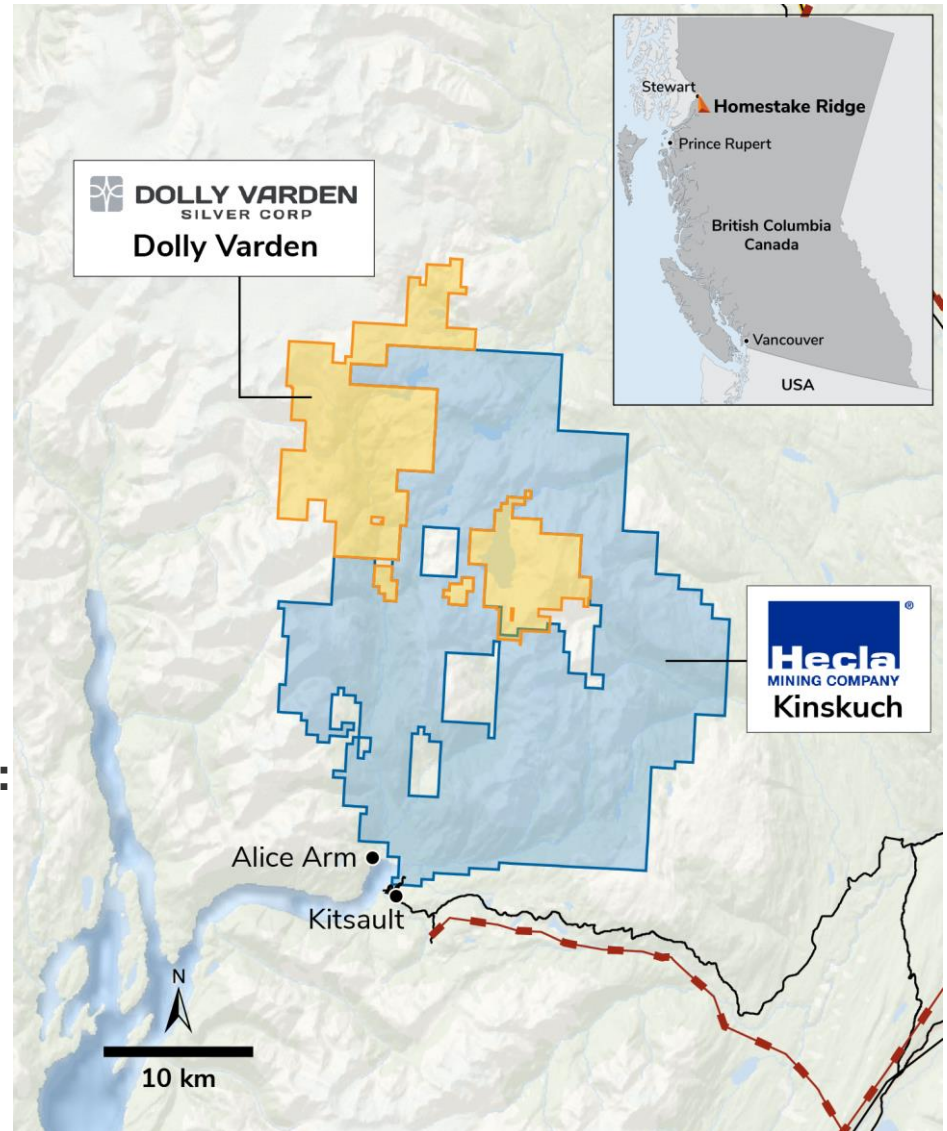 Stewart
Homestake Ridge
Prince Rupert
British Columbia
Canada
Vancouver
USA
DOLLY VARDEN
SILVER CORP
Dolly Varden
Hecla ®
MINING COMPANY
Kinskuch
:
Alice Arm
Kitsault
N
10 km